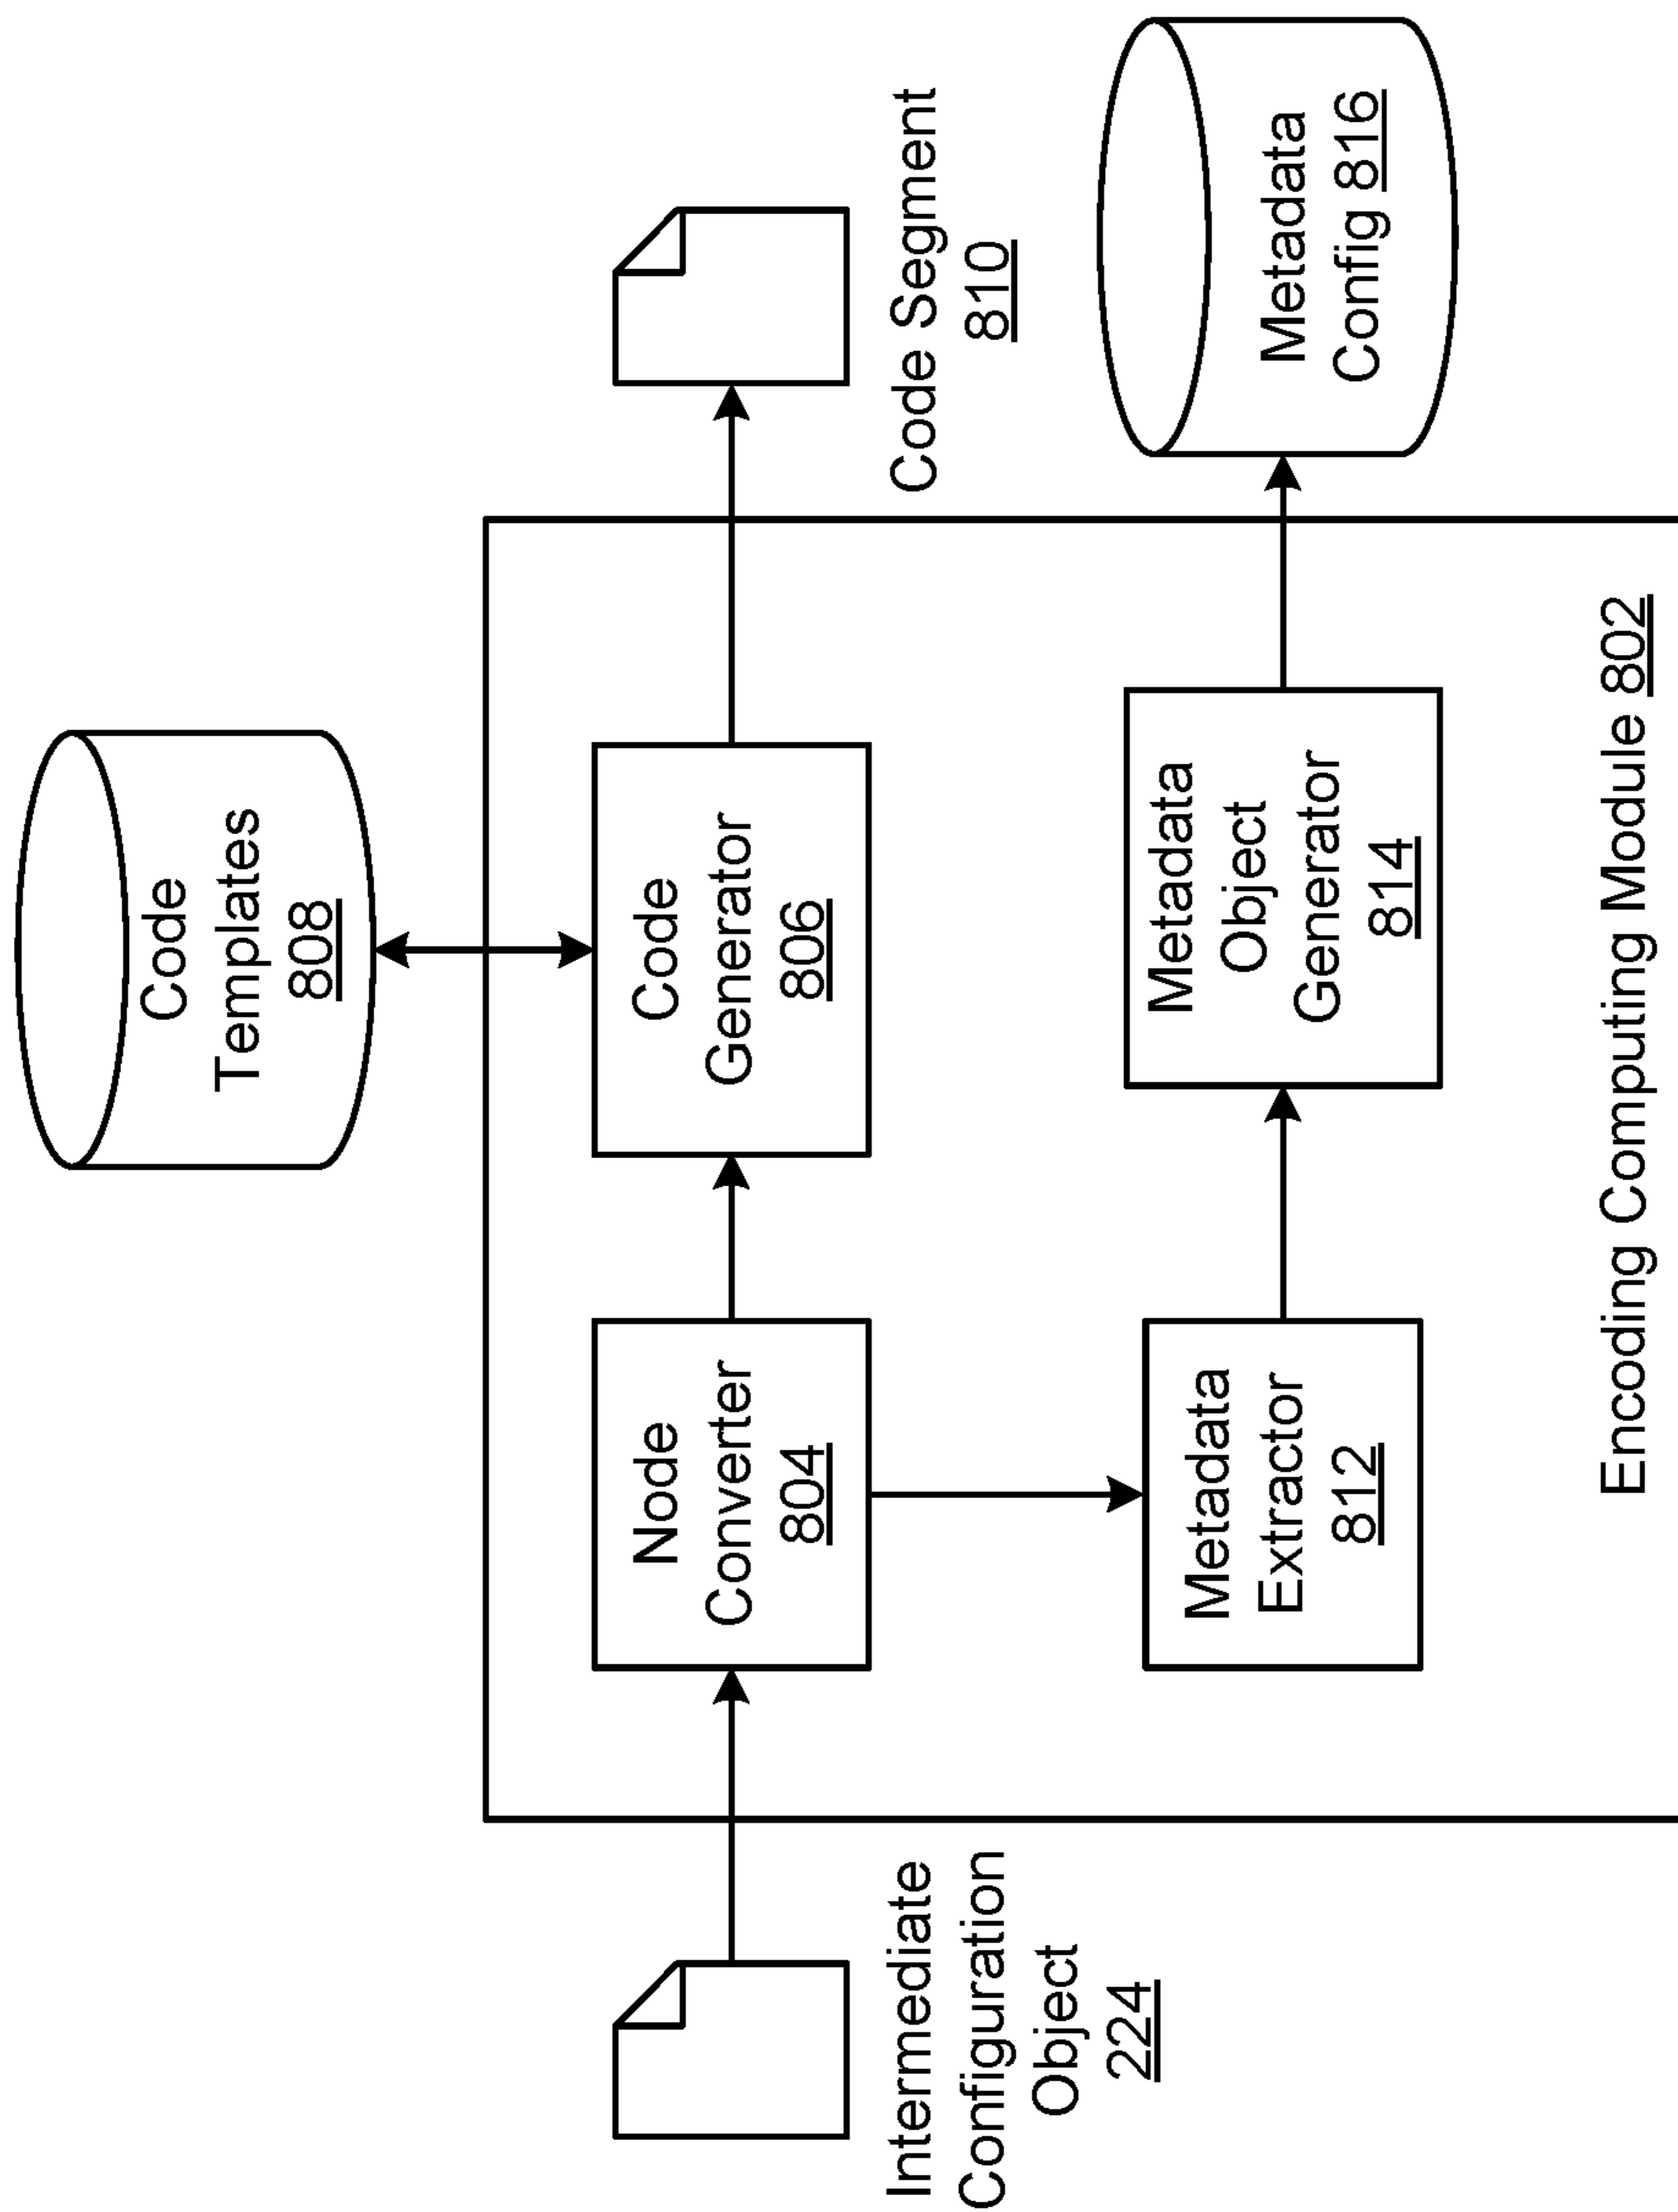 Code
Templates
808
Intermediate
Configuration
Object
224
Node
Converter
804
Code
Generator
806
Code Segment
810
Metadata
Extractor
812
Metadata
Object
Generator
814
Metadata
Config 816
Encoding Computing Module 802